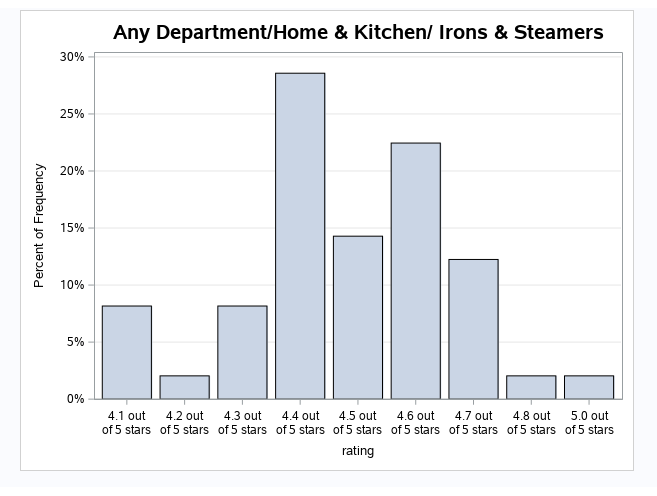 Any Department/Home & Kitchen/ Irons & Steamers
30%
25%
20%
15%
10%
5%
0%
Percent of Frequency
4.1 out of 5 stars
4.2 out of 5 stars
4.3 out of 5 stars
4.4 out of 5 stars
4.5 out of 5 stars
4.6 out of 5 stars
4.7 out of 5 stars
4.8 out of 5 stars
5.0 out of 5 stars
rating